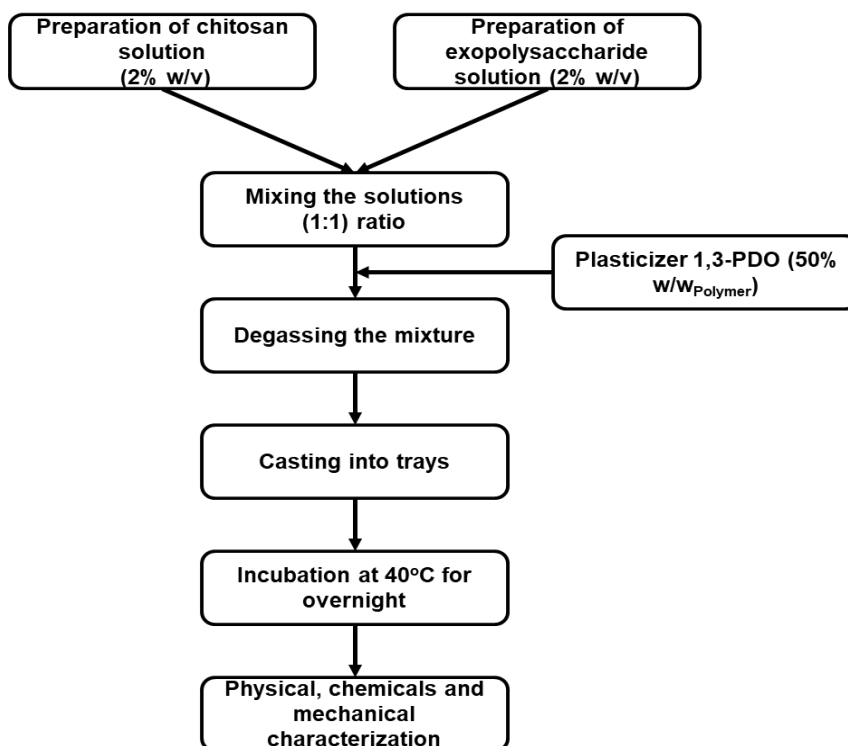 Preparation of chitosan
solution
(2% w/v)
Preparation of
exopolysaccharide
solution (2% w/v)
Mixing the solutions
(1:1) ratio
Plasticizer 1,3-PDO (50%
w/wPolymer)
Degassing the mixture
Casting into trays
Incubation at 40oC for
overnight
Physical, chemicals and
mechanical
characterization